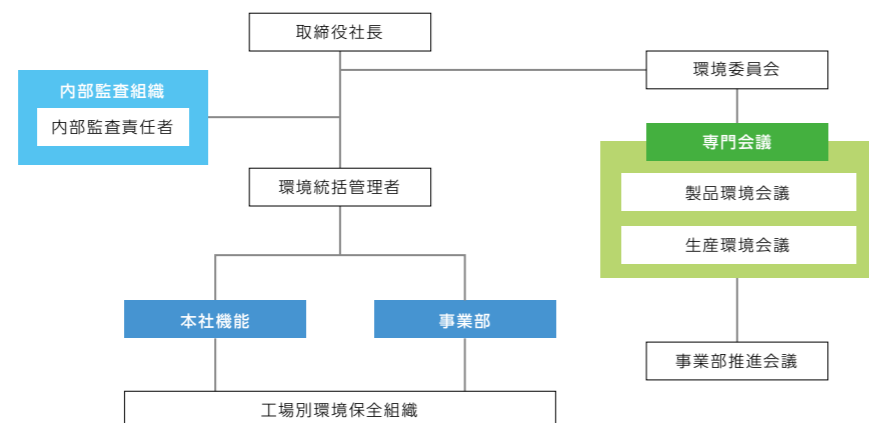 取締役社長
環境委員会
内部監査組織
内部監査責任者
専門会議
環境統括管理者
製品環境会議
生産環境会議
本社機能
事業部
事業部推進会議
工場別環境保全組織